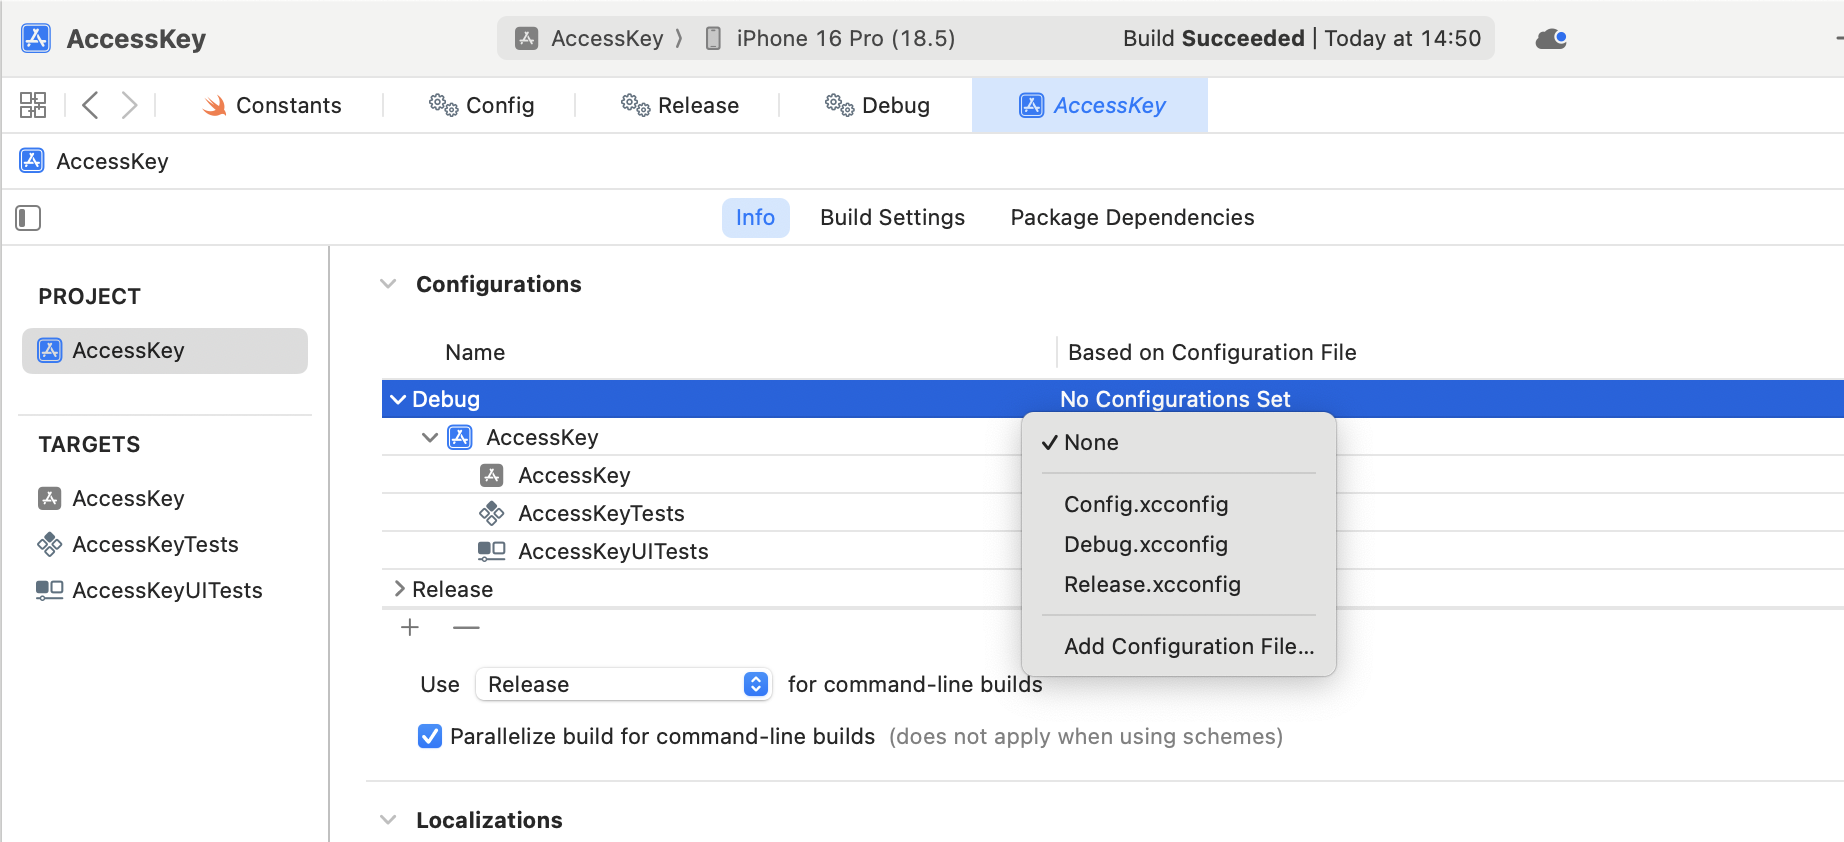 AccessKey
AccessKey 〉 iPhone 16 Pro (18.5)
Build Succeeded | Today at 14:50
Constants
Config
Release
Debug
AccessKey
AccessKey
Info
Build Settings
Package Dependencies
PROJECT
AccessKey
TARGETS
AccessKey
AccessKeyTests
AccessKeyUITests
Configurations
Name
Based on Configuration File
Debug
No Configurations Set
AccessKey
AccessKey
AccessKeyTests
AccessKeyUITests
Release
None
Config.xcconfig
Debug.xcconfig
Release.xcconfig
Add Configuration File...
Use Release for command-line builds
Parallelize build for command-line builds (does not apply when using schemes)
Localizations